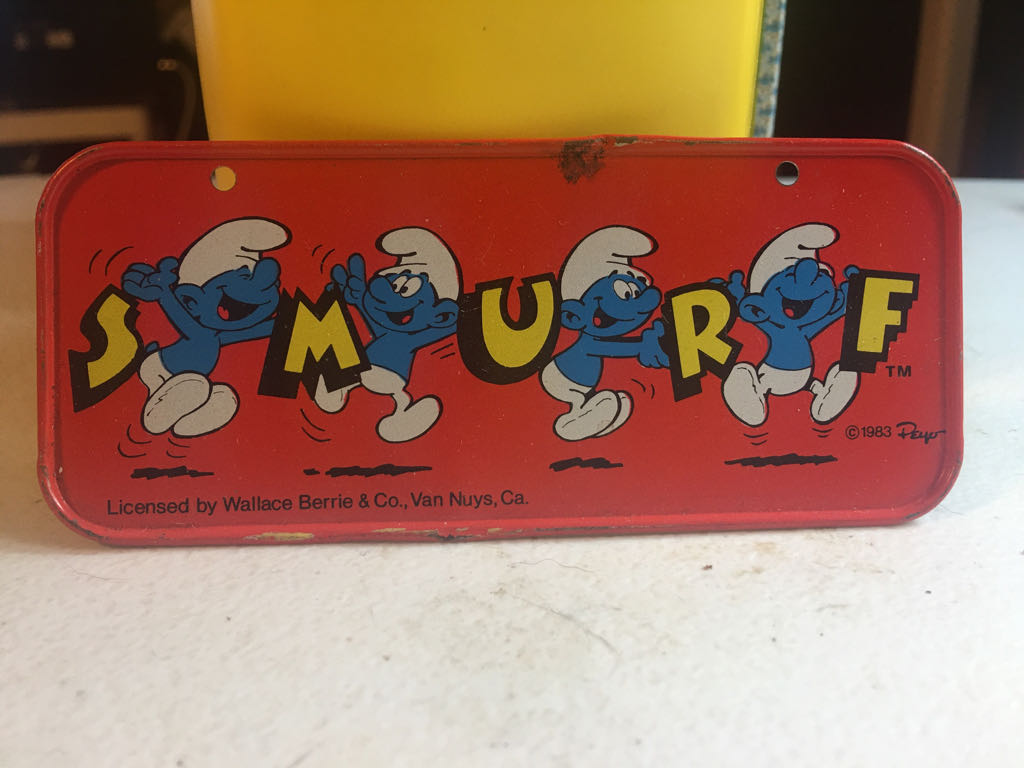 SMURF™
©1983 Peyo
Licensed by Wallace Berrie & Co., Van Nuys, Ca.